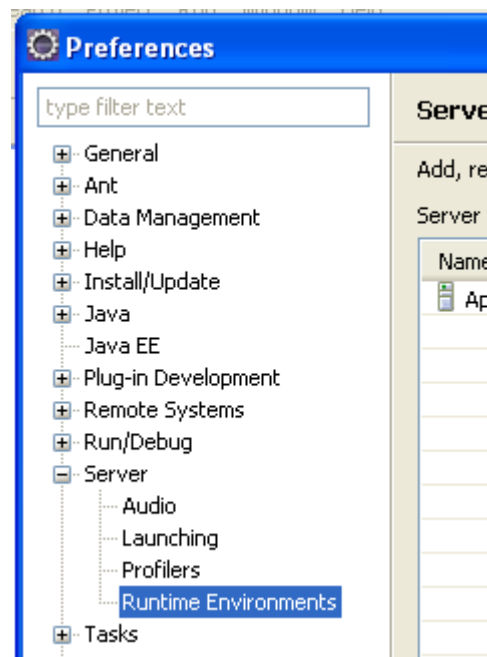 Preferences
type filter text
General
Ant
Data Management
Help
Install/Update
Java
Java EE
Plug-in Development
Remote Systems
Run/Debug
Server
Audio
Launching
Profilers
Runtime Environments
Tasks
Serve
Add, re
Server
Name
Ap